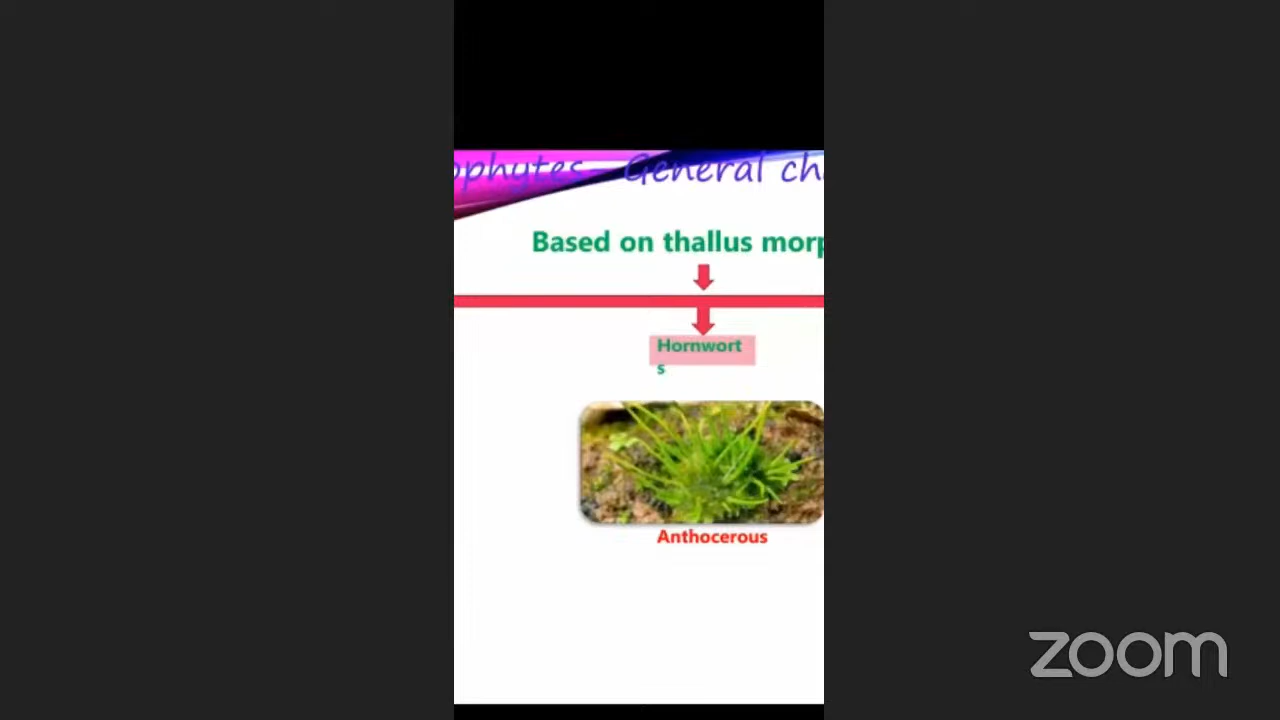 ophytes- General ch
Based on thallus morp
Hornwort
s
Anthocerous
zoom